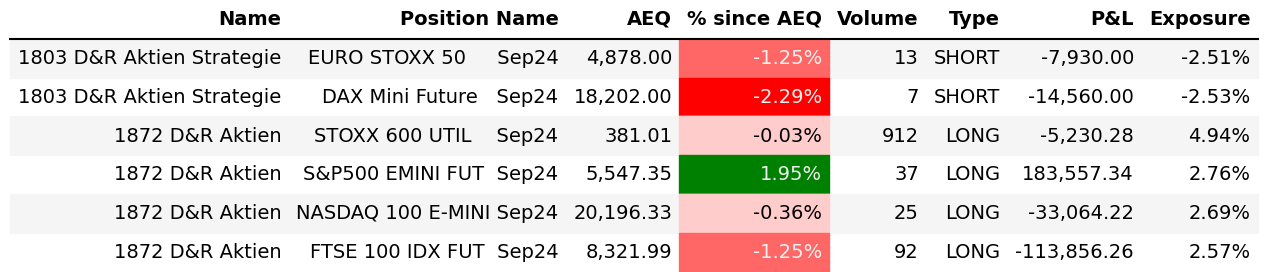 Name Position Name AEQ % since AEQ Volume Type P&L Exposure
1803 D&R Aktien Strategie EURO STOXX 50 Sep24 4,878.00 -1.25% 13 SHORT -7,930.00 -2.51%
1803 D&R Aktien Strategie DAX Mini Future Sep24 18,202.00 -2.29% 7 SHORT -14,560.00 -2.53%
1872 D&R Aktien STOXX 600 UTIL Sep24 381.01 -0.03% 912 LONG -5,230.28 4.94%
1872 D&R Aktien S&P500 EMINI FUT Sep24 5,547.35 1.95% 37 LONG 183,557.34 2.76%
1872 D&R Aktien NASDAQ 100 E-MINI Sep24 20,196.33 -0.36% 25 LONG -33,064.22 2.69%
1872 D&R Aktien FTSE 100 IDX FUT Sep24 8,321.99 -1.25% 92 LONG -113,856.26 2.57%